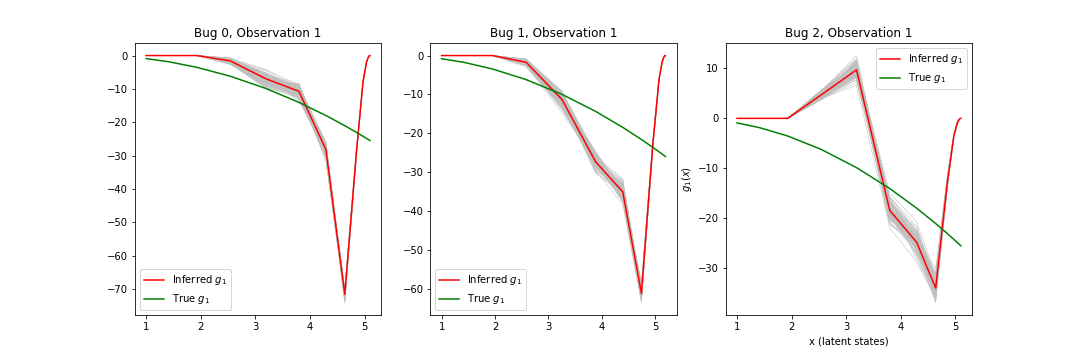 Bug 0, Observation 1
0
−10
−20
−30
−40
−50
−60
−70
1 2 3 4 5
Inferred g₁
True g₁
Bug 1, Observation 1
0
−10
−20
−30
−40
−50
−60
1 2 3 4 5
Inferred g₁
True g₁
Bug 2, Observation 1
g₁(x)
10
0
−10
−20
−30
1 2 3 4 5
x (latent states)
Inferred g₁
True g₁